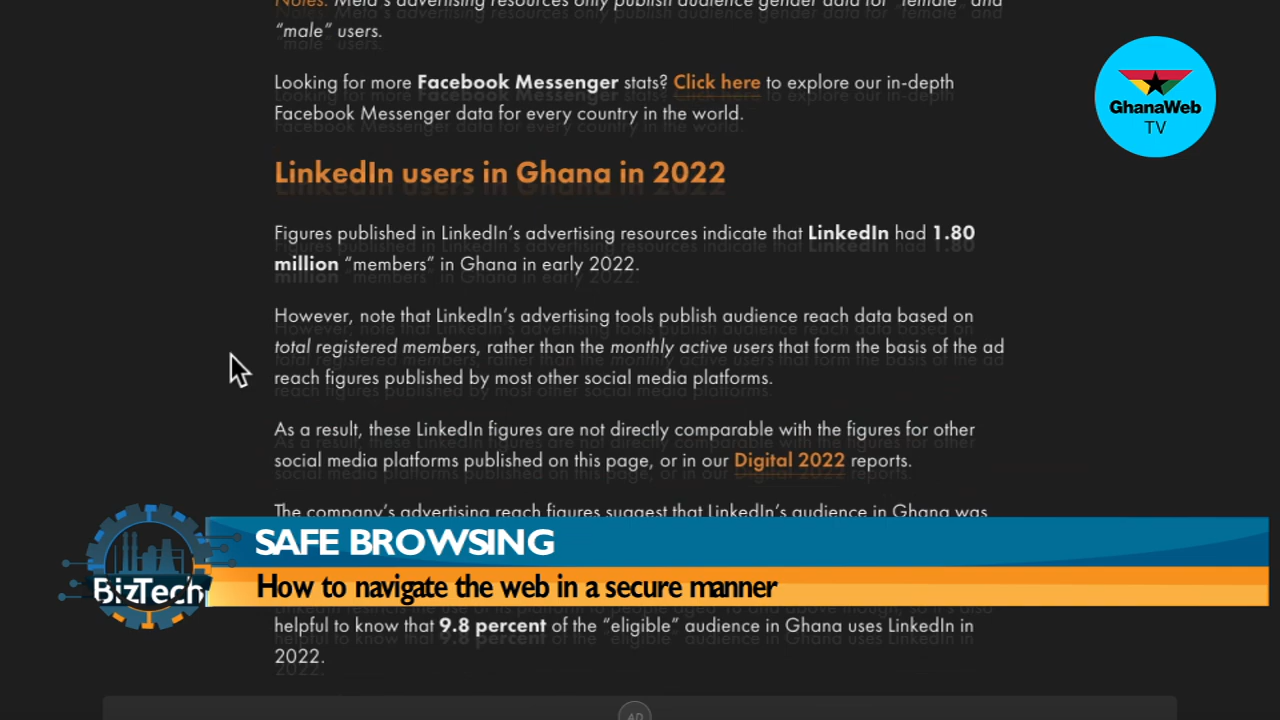 Notes: Meta's advertising resources only publish audience gender data for "female" and
"male" users.
Looking for more Facebook Messenger stats? Click here to explore our in-depth
Facebook Messenger data for every country in the world.
LinkedIn users in Ghana in 2022
Figures published in LinkedIn's advertising resources indicate that LinkedIn had 1.80
million "members" in Ghana in early 2022.
However, note that LinkedIn's advertising tools publish audience reach data based on
total registered members, rather than the monthly active users that form the basis of the ad
reach figures published by most other social media platforms.
As a result, these LinkedIn figures are not directly comparable with the figures for other
social media platforms published on this page, or in our Digital 2022 reports.
The company's advertising reach figures suggest that LinkedIn's audience in Ghana was
helpful to know that 9.8 percent of the "eligible" audience in Ghana uses LinkedIn in
2022.
AD
GhanaWeb
TV
BizTech
SAFE BROWSING
How to navigate the web in a secure manner